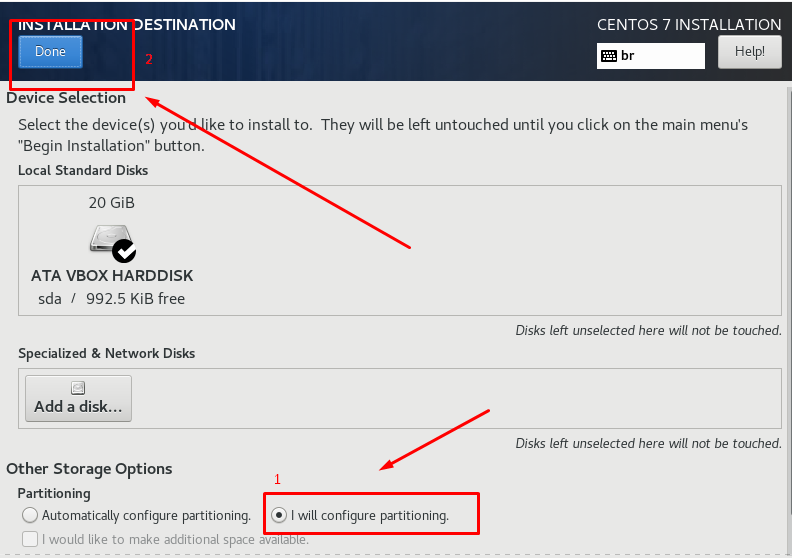 INSTALLATION DESTINATION
CENTOS 7 INSTALLATION
Done
2
br
Help!
Device Selection
Select the device(s) you'd like to install to.  They will be left untouched until you click on the main menu's
"Begin Installation" button.
Local Standard Disks
20 GiB
ATA VBOX HARDDISK
sda / 992.5 KiB free
Disks left unselected here will not be touched.
Specialized & Network Disks
Add a disk...
Disks left unselected here will not be touched.
Other Storage Options
1
Partitioning
Automatically configure partitioning.
I will configure partitioning.
I would like to make additional space available.